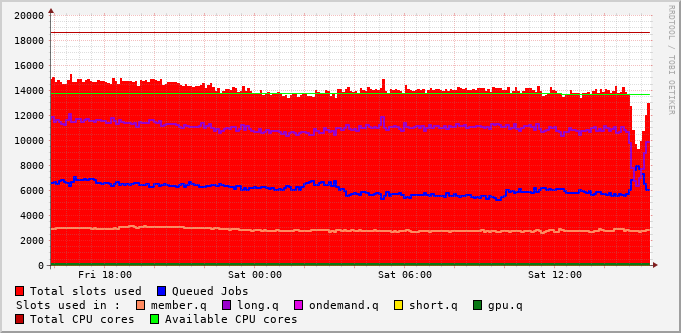 RRDTOOL / TOBI OETIKER
20000
18000
16000
14000
12000
10000
8000
6000
4000
2000
0
Fri 18:00 Sat 00:00 Sat 06:00 Sat 12:00
Total slots used Queued Jobs
Slots used in : member.q long.q ondemand.q short.q gpu.q
Total CPU cores Available CPU cores